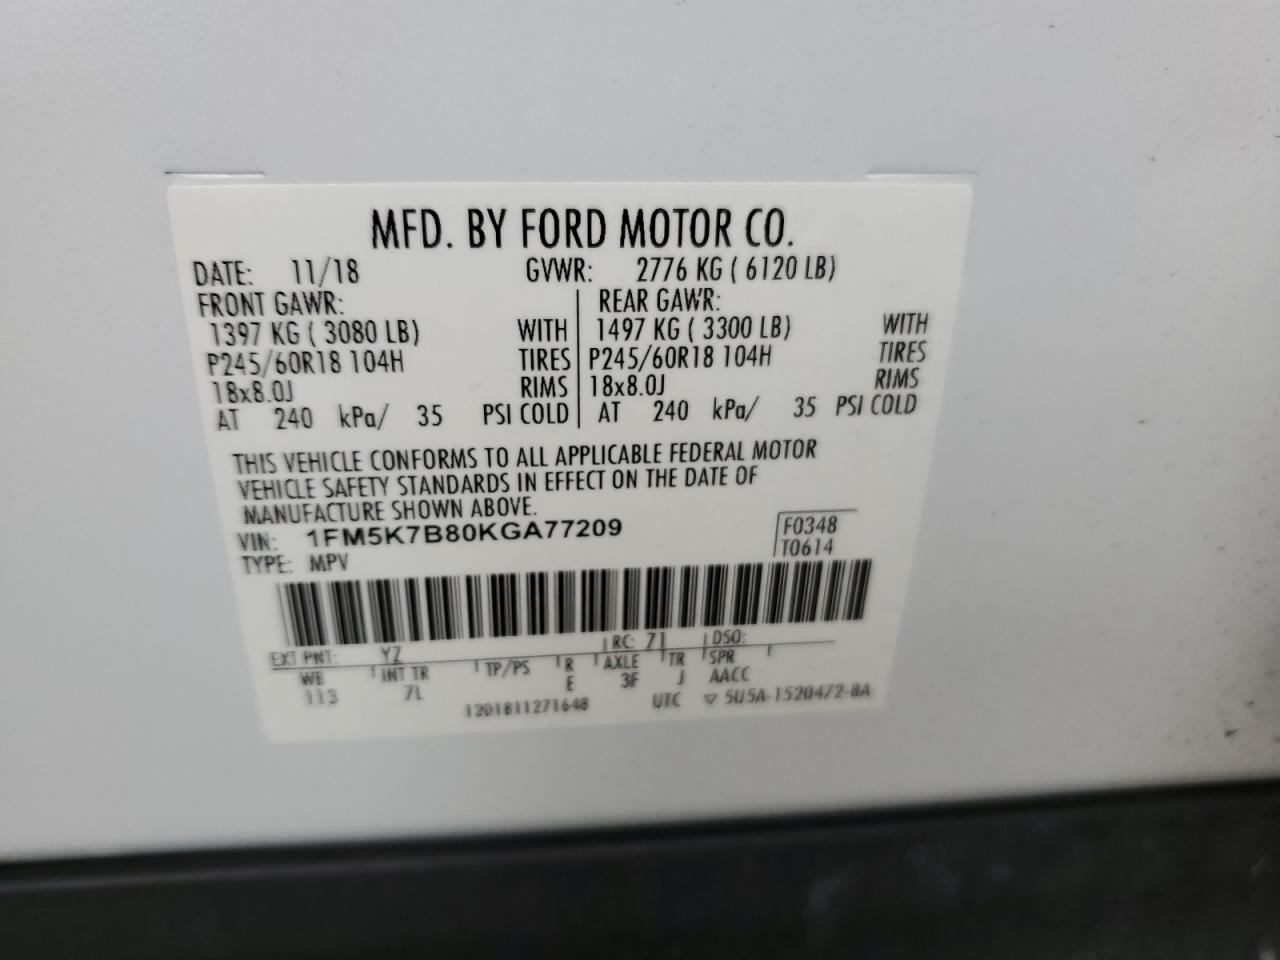 MFD. BY FORD MOTOR CO.
DATE: 11/18 GVWR: 2776 KG ( 6120 LB)
FRONT GAWR: REAR GAWR:
1397 KG ( 3080 LB) WITH 1497 KG ( 3300 LB) WITH
P245/60R18 104H TIRES P245/60R18 104H TIRES
18x8.0J RIMS 18x8.0J RIMS
AT 240 kPa/ 35 PSI COLD AT 240 kPa/ 35 PSI COLD
THIS VEHICLE CONFORMS TO ALL APPLICABLE FEDERAL MOTOR
VEHICLE SAFETY STANDARDS IN EFFECT ON THE DATE OF
MANUFACTURE SHOWN ABOVE.
VIN: 1FM5K7B80KGA77209 F0348
TYPE: MPV T0614
EXT PNT: YZ RC: 71 DSO:
WB INT TR TP/PS R AXLE TR SPR
113 7L E 3F J AACC
1201811271648 UTC ▽ 5U5A-1520472-BA